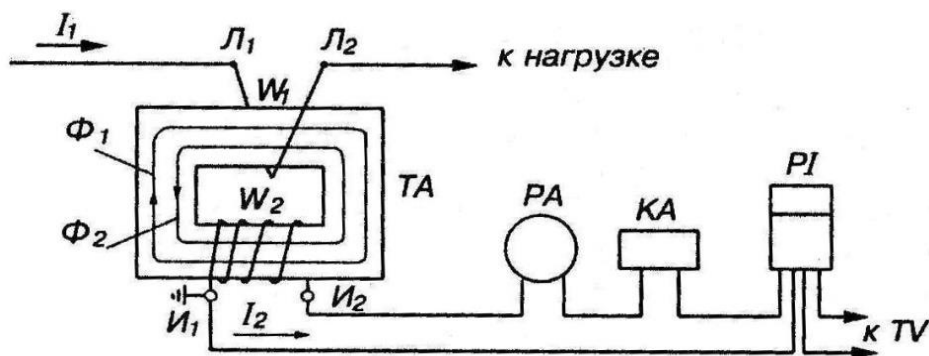 I₁
Л₁ Л₂
к нагрузке
W₁
Ф₁
TA
PI
W₂
PA
KA
Ф₂
И₁ I₂ И₂
к TV